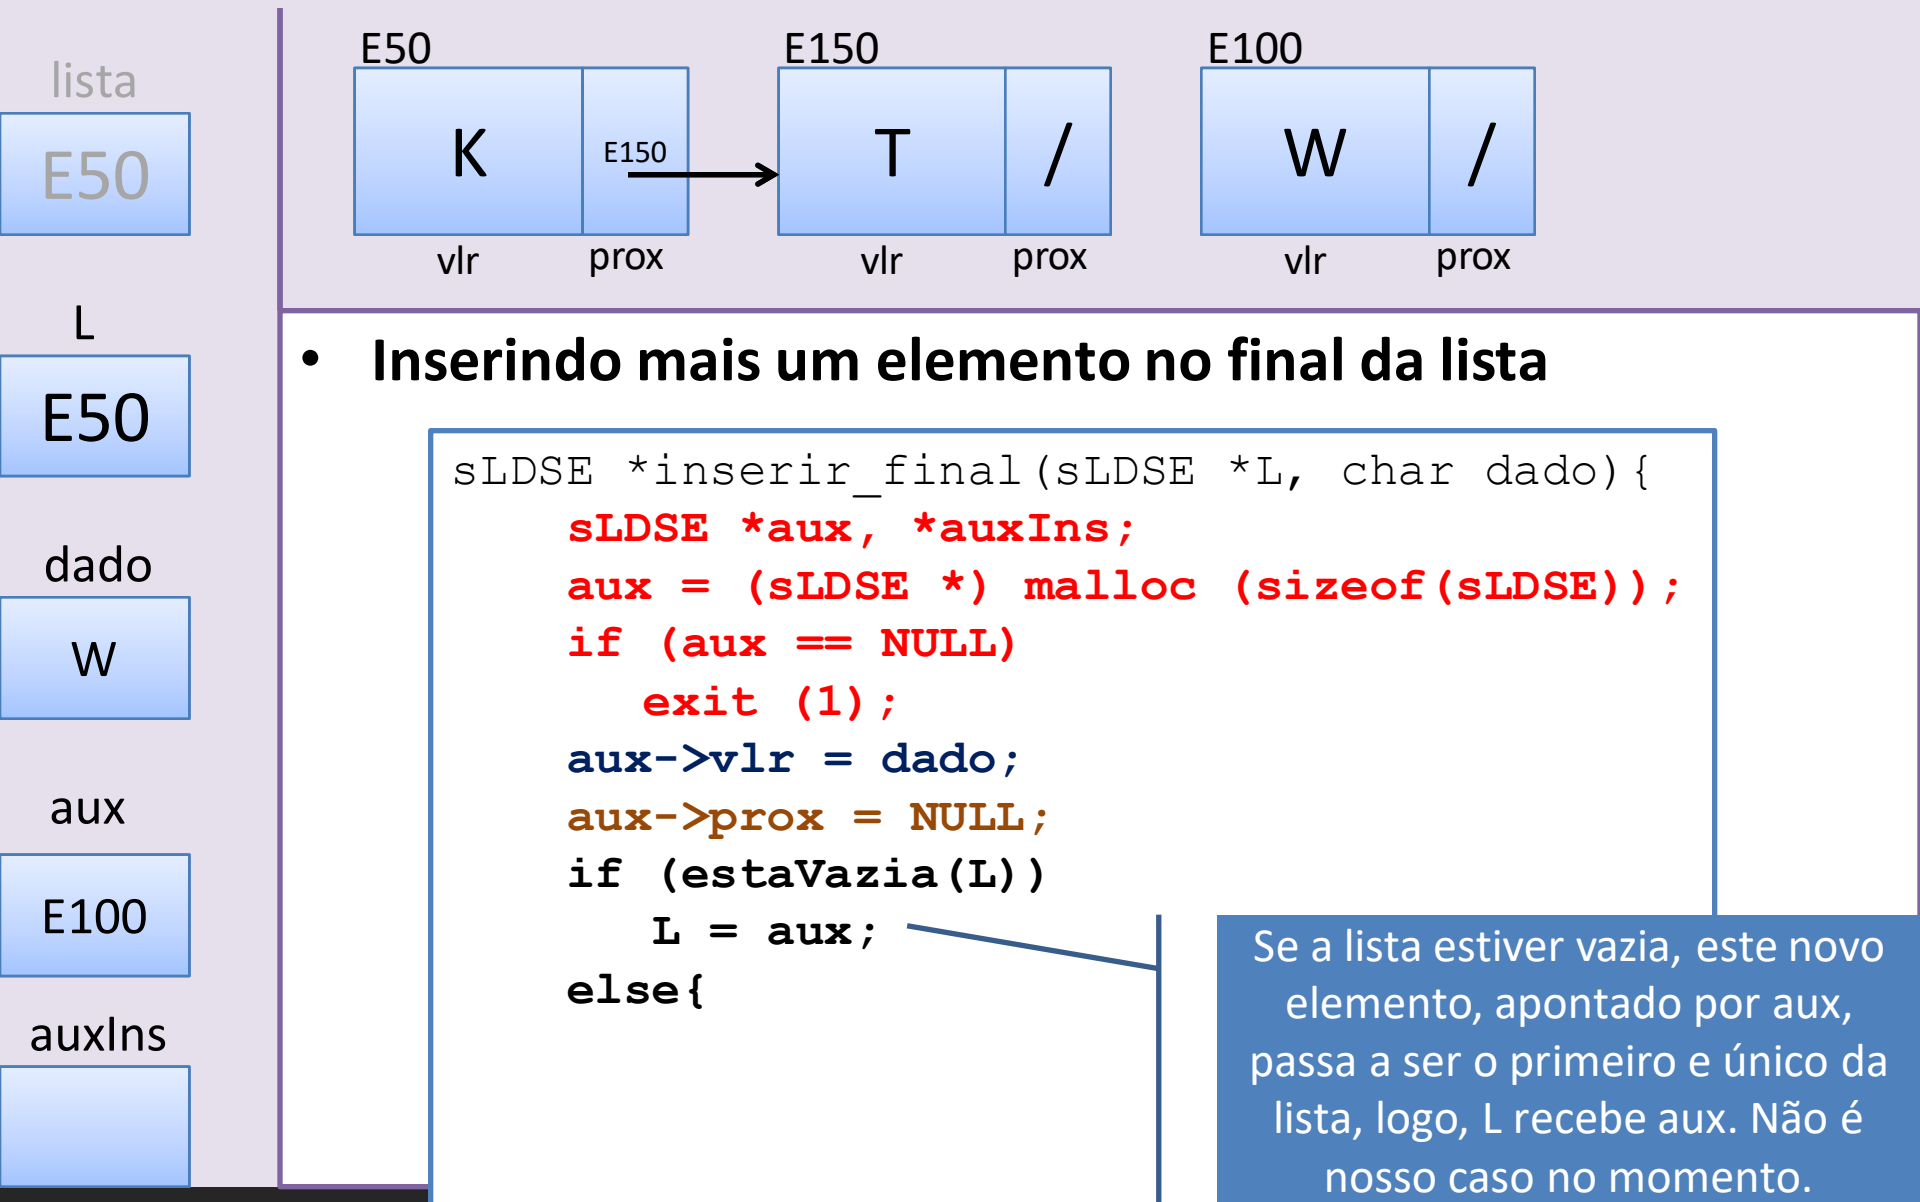 lista
E50
L
E50
dado
W
aux
E100
auxIns
E50
K
E150
vlr
prox
E150
T
/
vlr
prox
E100
W
/
vlr
prox
• Inserindo mais um elemento no final da lista
sLDSE *inserir_final(sLDSE *L, char dado){
sLDSE *aux, *auxIns;
aux = (sLDSE *) malloc (sizeof(sLDSE));
if (aux == NULL)
exit (1);
aux->vlr = dado;
aux->prox = NULL;
if (estaVazia(L))
L = aux;
else{
Se a lista estiver vazia, este novo
elemento, apontado por aux,
passa a ser o primeiro e único da
lista, logo, L recebe aux. Não é
nosso caso no momento.